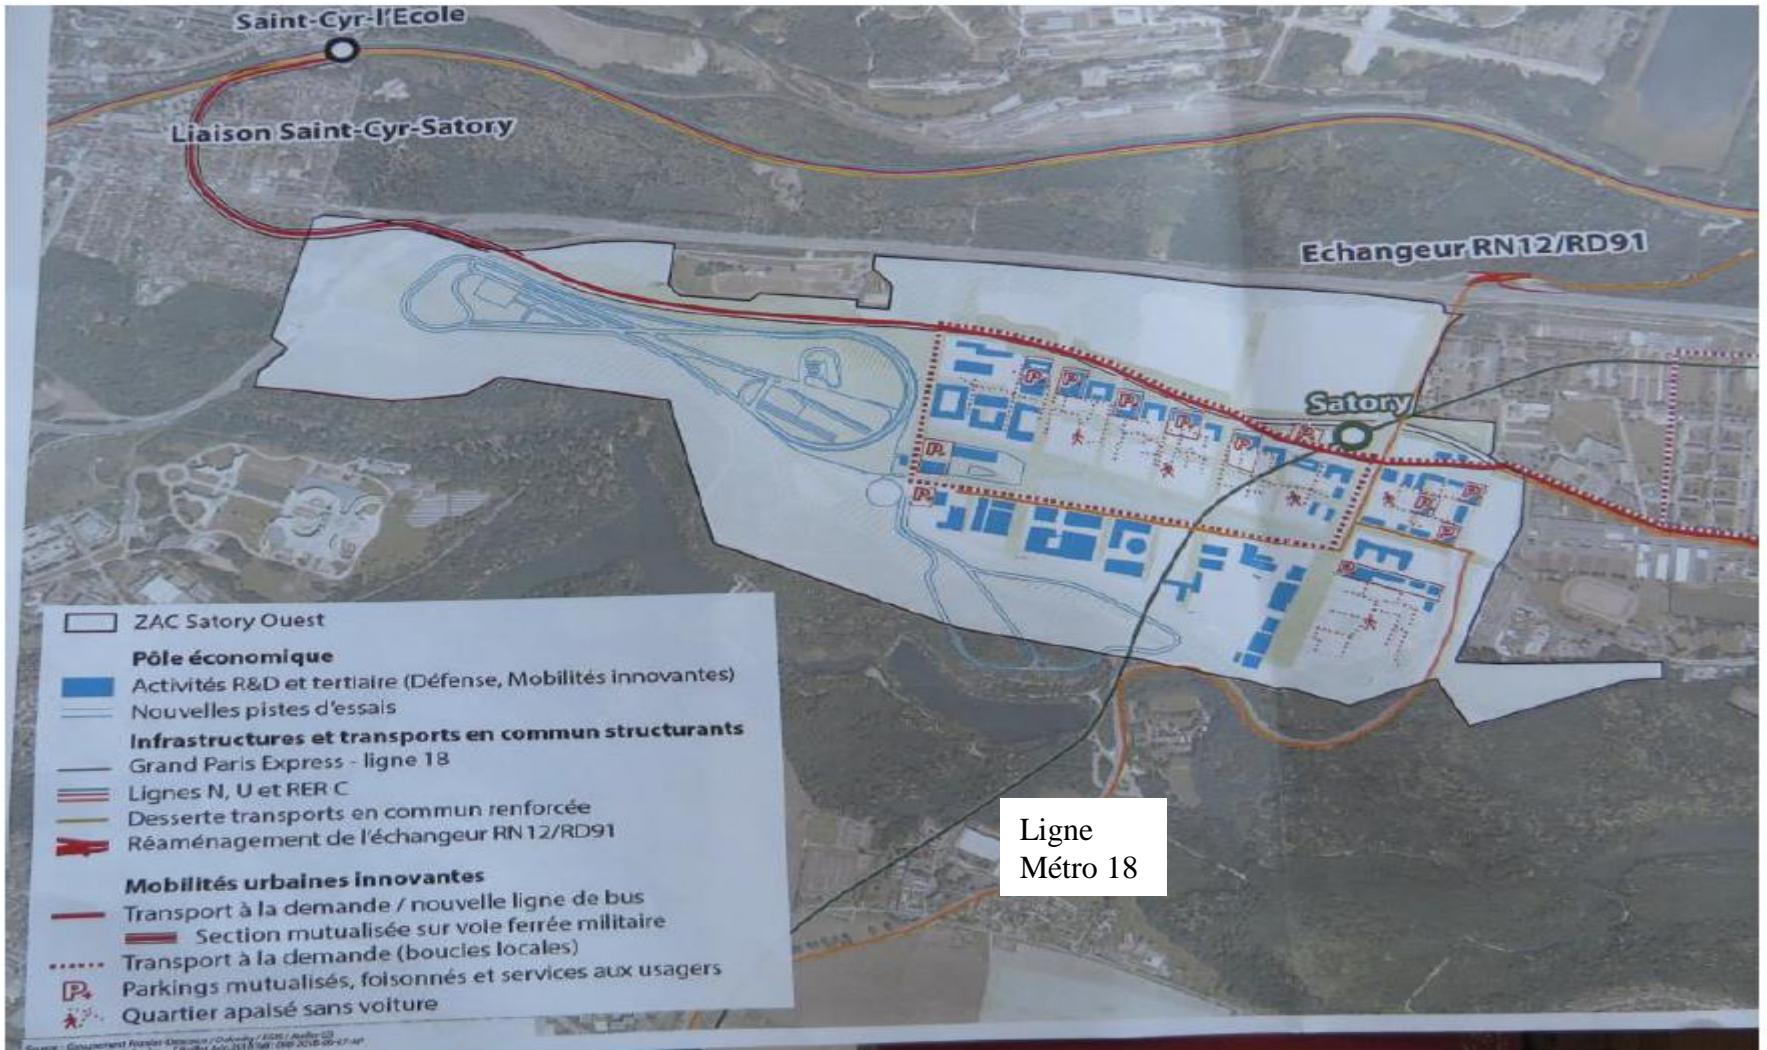 Saint-Cyr-l'Ecole
Liaison Saint-Cyr-Satory
Echangeur RN12/RD91
Satory
ZAC Satory Ouest
Pôle économique
Activités R&D et tertiaire (Défense, Mobilités innovantes)
Nouvelles pistes d'essais
Infrastructures et transports en commun structurants
Grand Paris Express - ligne 18
Lignes N, U et RER C
Desserte transports en commun renforcée
Réaménagement de l'échangeur RN12/RD91
Mobilités urbaines innovantes
Transport à la demande / nouvelle ligne de bus
Section mutualisée sur voie ferrée militaire
Transport à la demande (boucles locales)
Parkings mutualisés, foisonnés et services aux usagers
Quartier apaisé sans voiture
Ligne
Métro 18